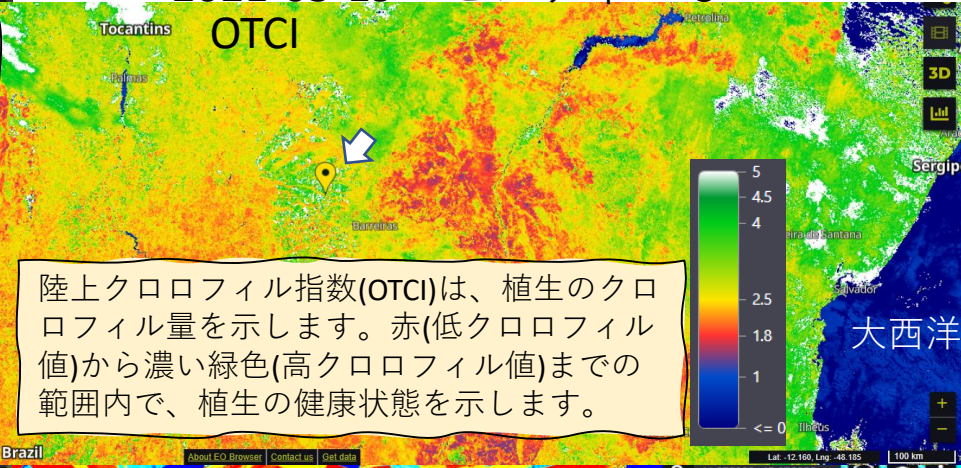 OTCI
Tocantins
Petrolina
Palmas
3D
Sergip
Barreiras
eira de Santana
Salvador
大西洋
Ilheus
Brazil
5
4.5
4
2.5
1.8
1
<= 0
陸上クロロフィル指数(OTCI)は、植生のクロ
ロフィル量を示します。赤(低クロロフィル
値)から濃い緑色(高クロロフィル値)までの
範囲内で、植生の健康状態を示します。
+
−
About EO Browser Contact us Get data
Lat: -12.160, Lng: -48.185
100 km